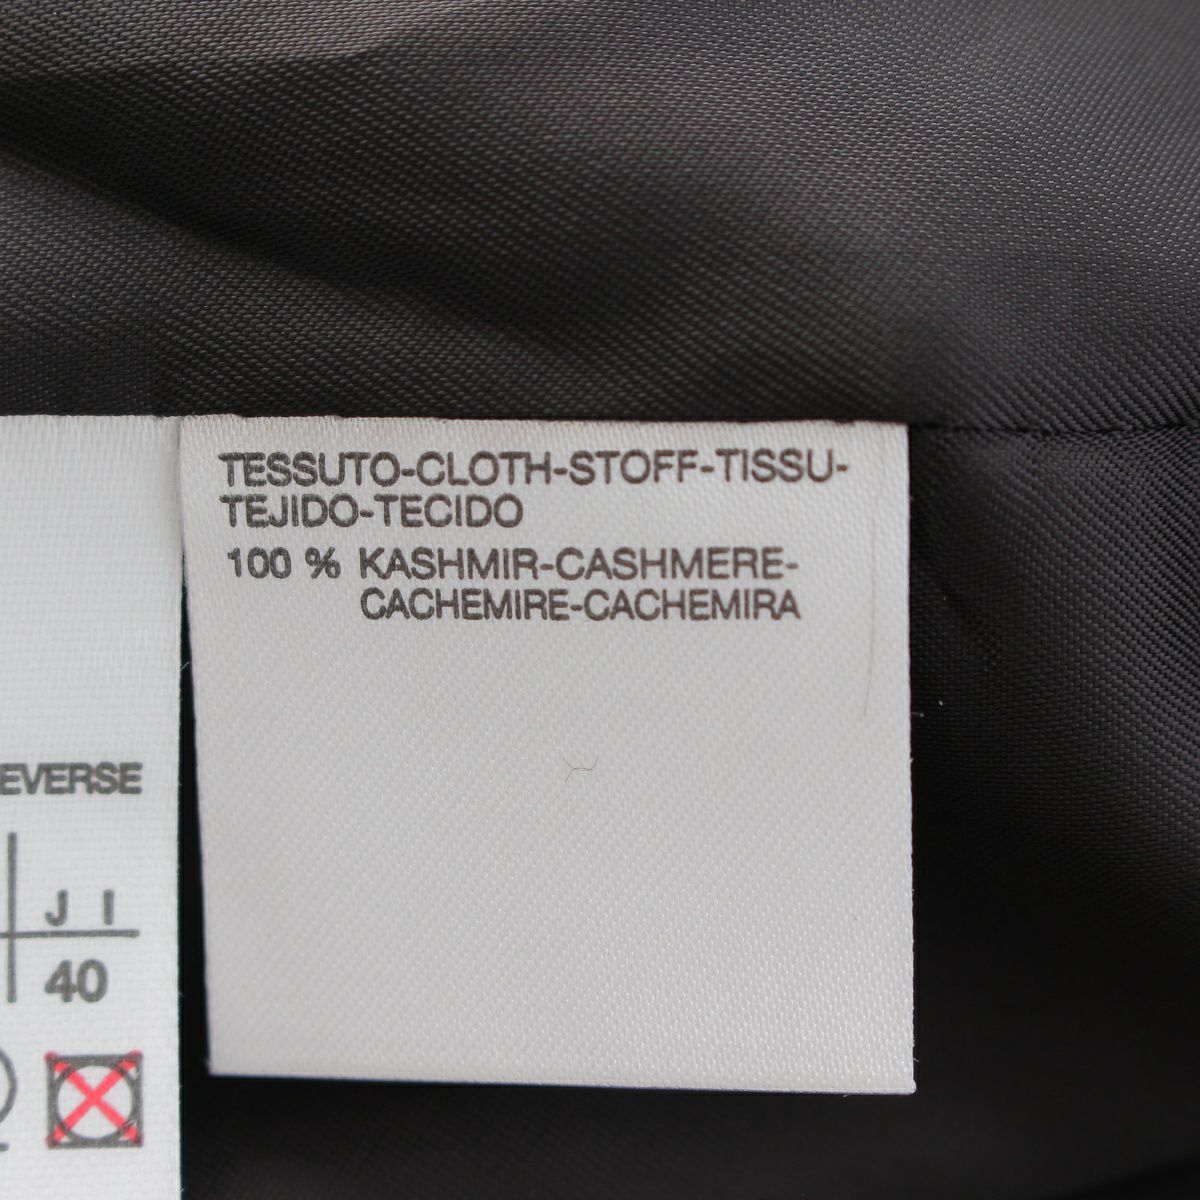 TESSUTO-CLOTH-STOFF-TISSU-
TEJIDO-TECIDO
100 % KASHMIR-CASHMERE-
CACHEMIRE-CACHEMIRA
EVERSE
J I
40